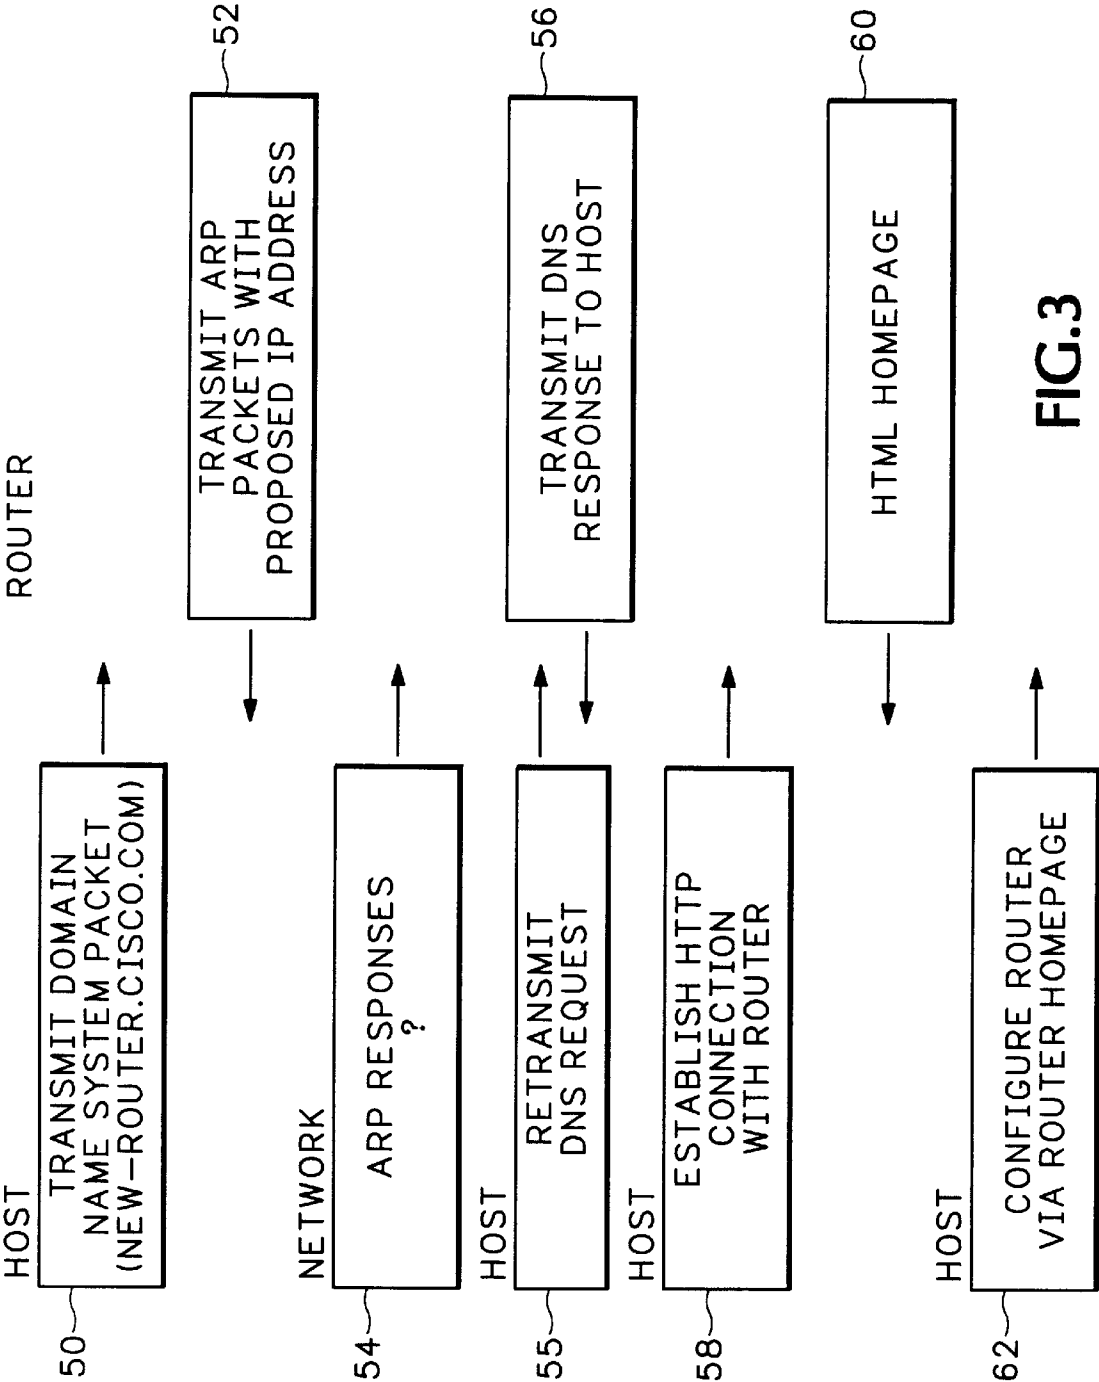 HOST
ROUTER
50
TRANSMIT DOMAIN
NAME SYSTEM PACKET
(NEW-ROUTER.CISCO.COM)
52
TRANSMIT ARP
PACKETS WITH
PROPOSED IP ADDRESS
NETWORK
54
ARP RESPONSES
?
HOST
55
RETRANSMIT
DNS REQUEST
56
TRANSMIT DNS
RESPONSE TO HOST
HOST
58
ESTABLISH HTTP
CONNECTION
WITH ROUTER
60
HTML HOMEPAGE
HOST
62
CONFIGURE ROUTER
VIA ROUTER HOMEPAGE
FIG.3